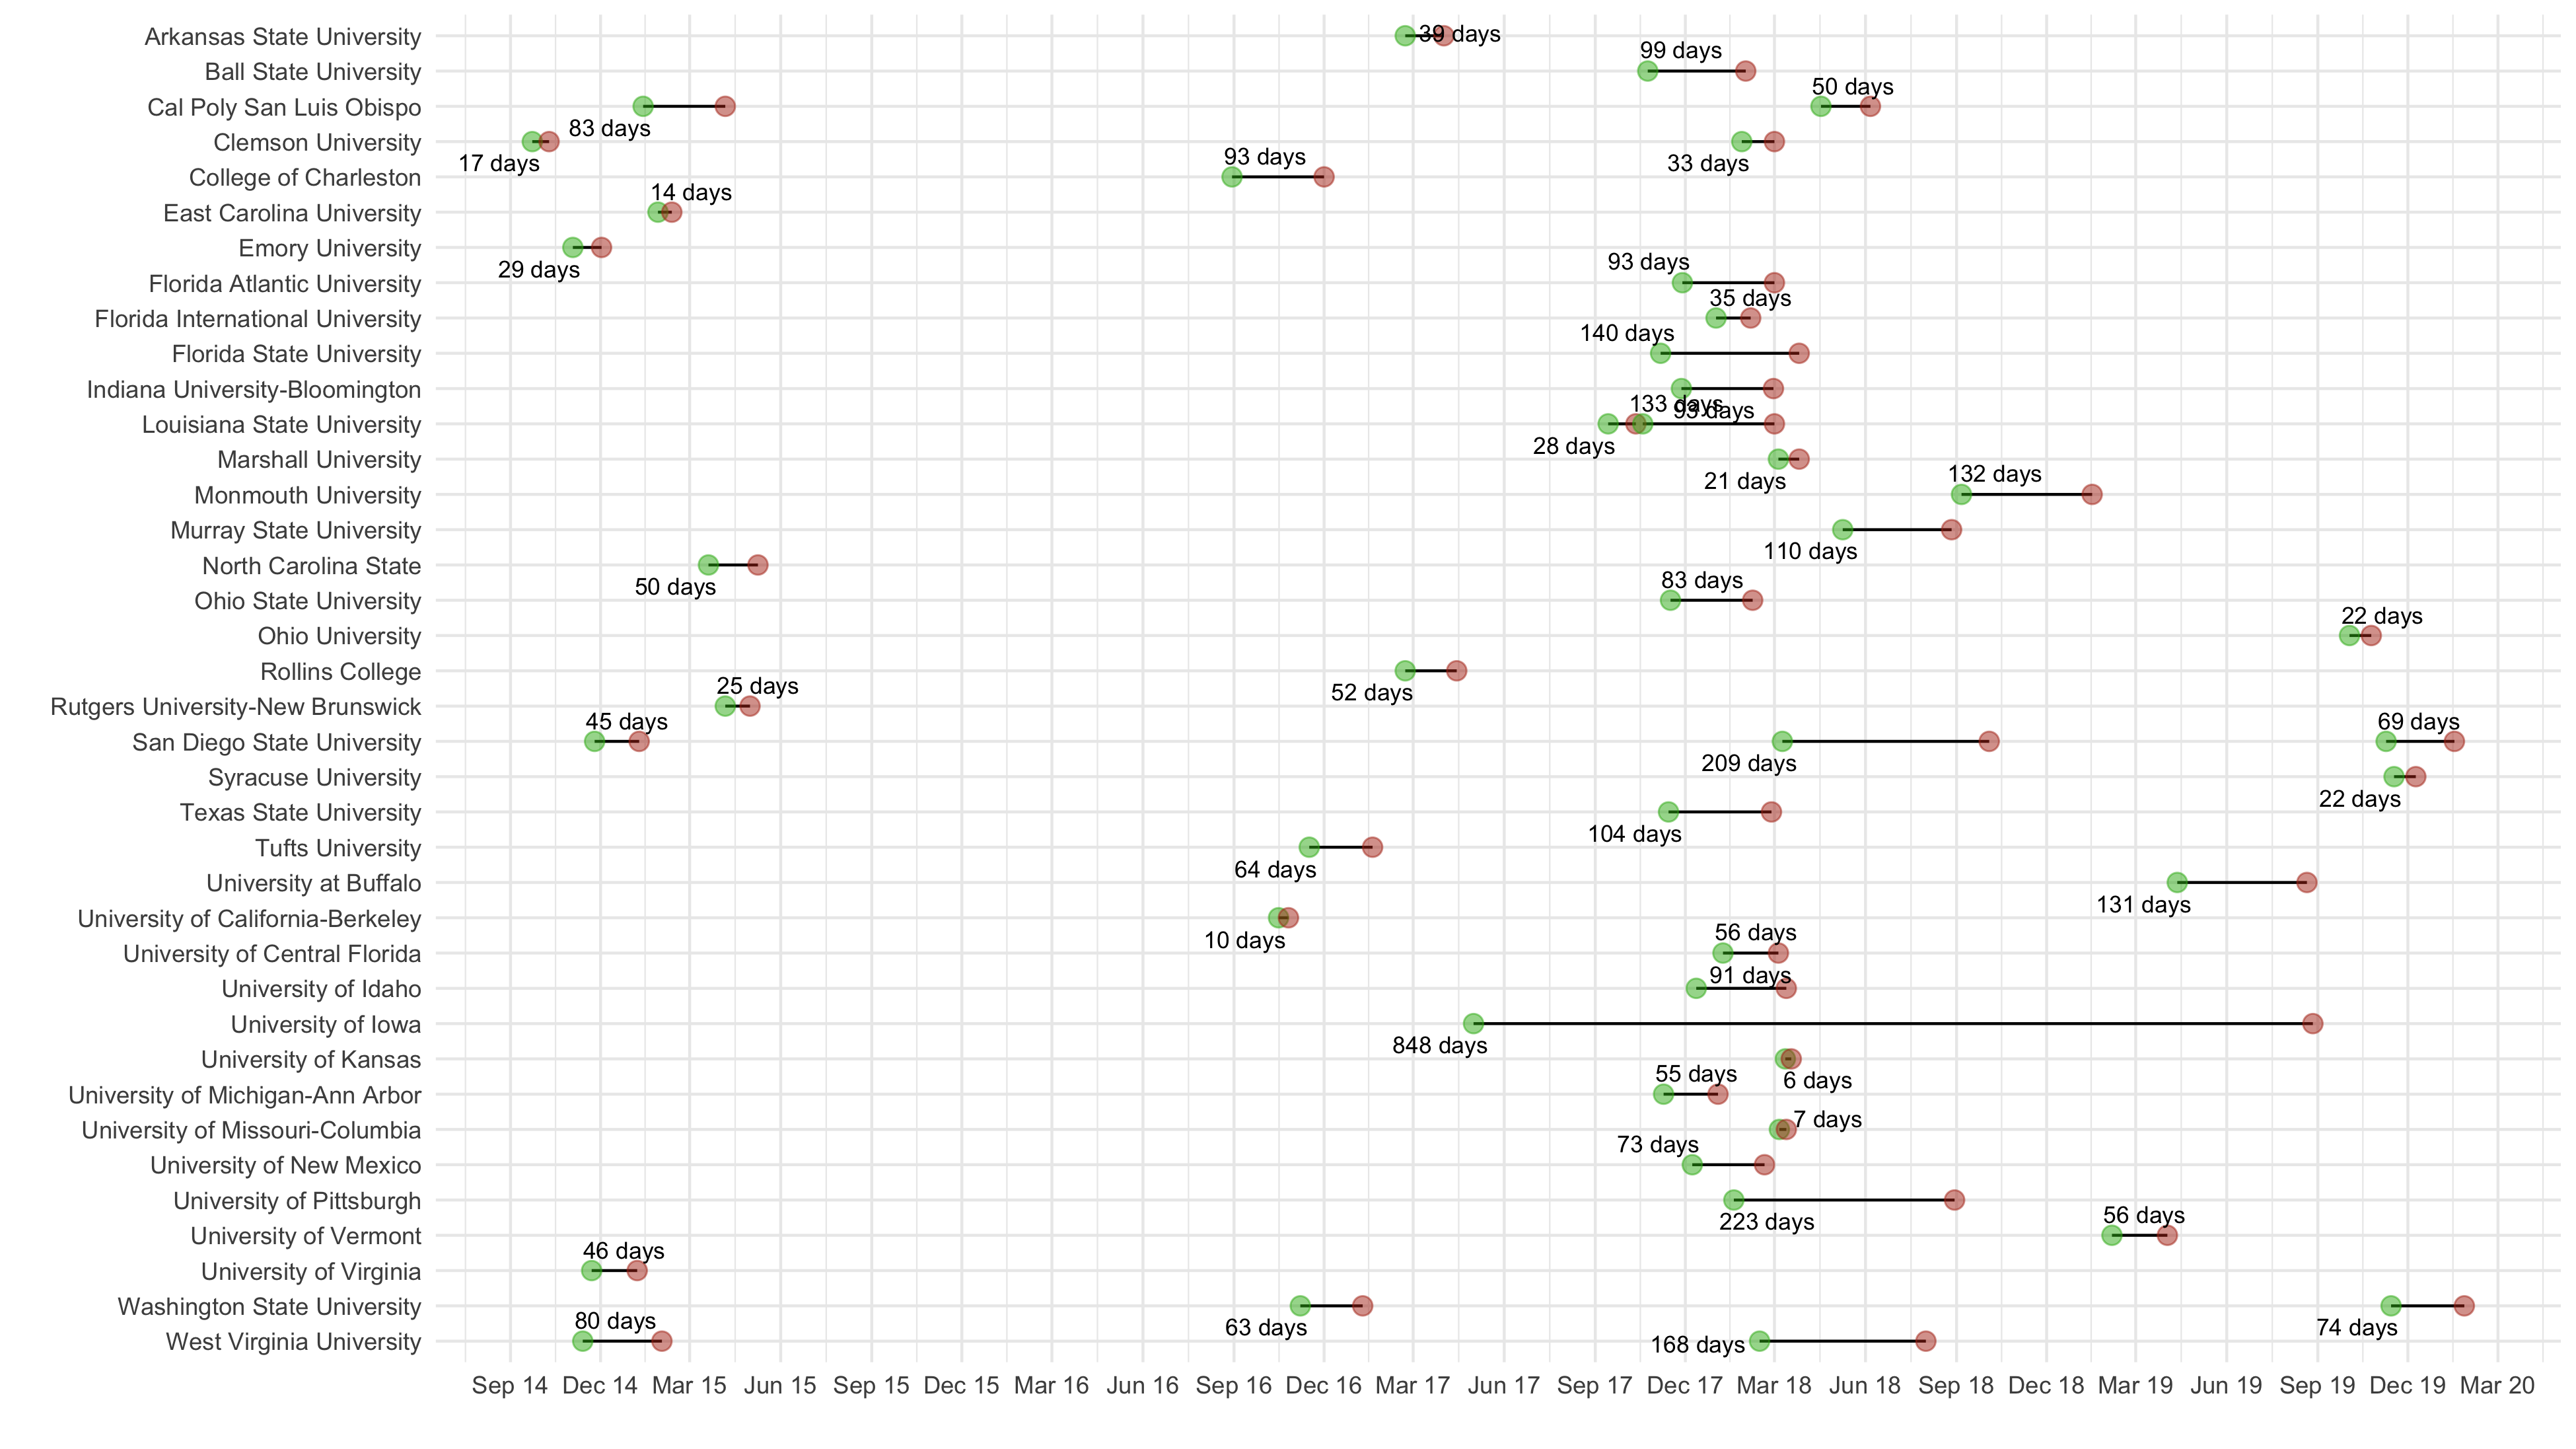 Arkansas State University
39 days
99 days
Ball State University
50 days
Cal Poly San Luis Obispo
83 days
Clemson University
17 days
33 days
93 days
College of Charleston
14 days
East Carolina University
Emory University
29 days
93 days
Florida Atlantic University
35 days
Florida International University
140 days
Florida State University
Indiana University-Bloomington
133 days
93 days
Louisiana State University
28 days
Marshall University
21 days
132 days
Monmouth University
Murray State University
110 days
North Carolina State
50 days
83 days
Ohio State University
22 days
Ohio University
Rollins College
52 days
25 days
Rutgers University-New Brunswick
45 days
69 days
San Diego State University
209 days
Syracuse University
22 days
Texas State University
104 days
Tufts University
64 days
University at Buffalo
131 days
University of California-Berkeley
10 days
56 days
University of Central Florida
91 days
University of Idaho
University of Iowa
848 days
University of Kansas
55 days
6 days
University of Michigan-Ann Arbor
7 days
University of Missouri-Columbia
73 days
University of New Mexico
University of Pittsburgh
223 days
56 days
University of Vermont
46 days
University of Virginia
Washington State University
80 days
63 days
74 days
West Virginia University
168 days
Sep 14 Dec 14 Mar 15 Jun 15 Sep 15 Dec 15 Mar 16 Jun 16 Sep 16 Dec 16 Mar 17 Jun 17 Sep 17 Dec 17 Mar 18 Jun 18 Sep 18 Dec 18 Mar 19 Jun 19 Sep 19 Dec 19 Mar 20